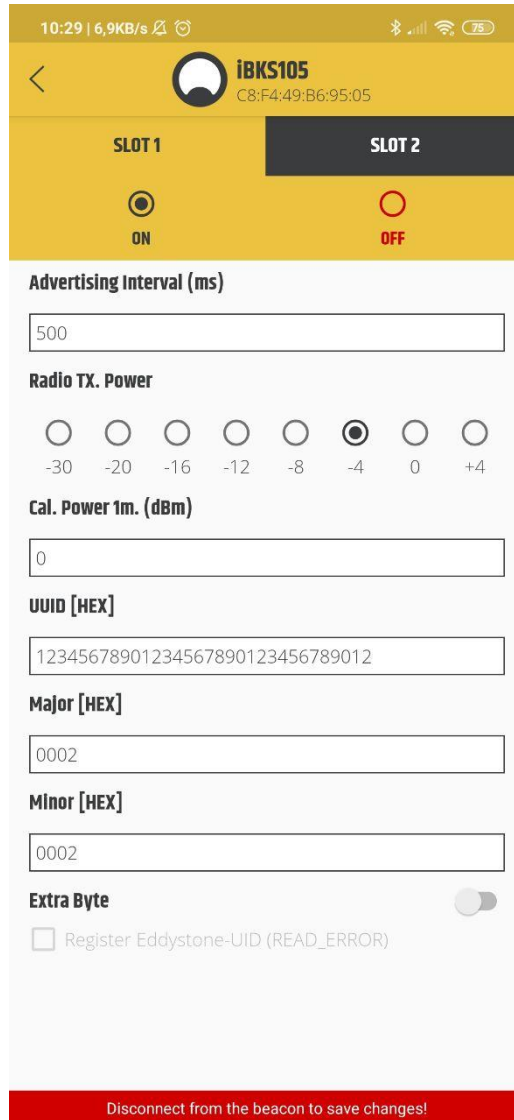 10:29 | 6,9KB/s 75
iBKS105
C8:F4:49:B6:95:05
SLOT 1 SLOT 2
ON OFF
Advertising Interval (ms)
500
Radio TX. Power
-30 -20 -16 -12 -8 -4 0 +4
Cal. Power 1m. (dBm)
0
UUID [HEX]
12345678901234567890123456789012
Major [HEX]
0002
Minor [HEX]
0002
Extra Byte
Register Eddystone-UID (READ_ERROR)
Disconnect from the beacon to save changes!